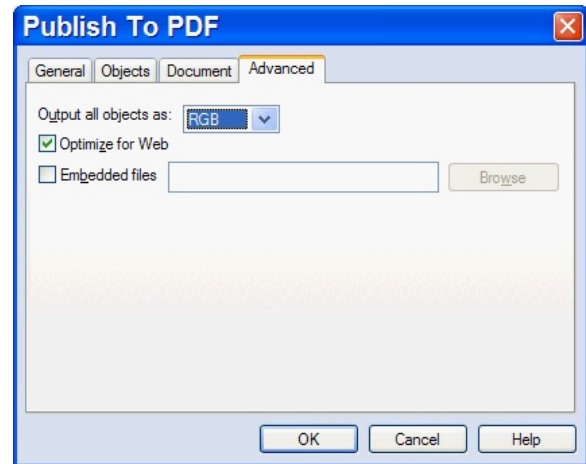 Publish To PDF
General Objects Document Advanced
Output all objects as: RGB
Optimize for Web
Embedded files Browse
OK Cancel Help